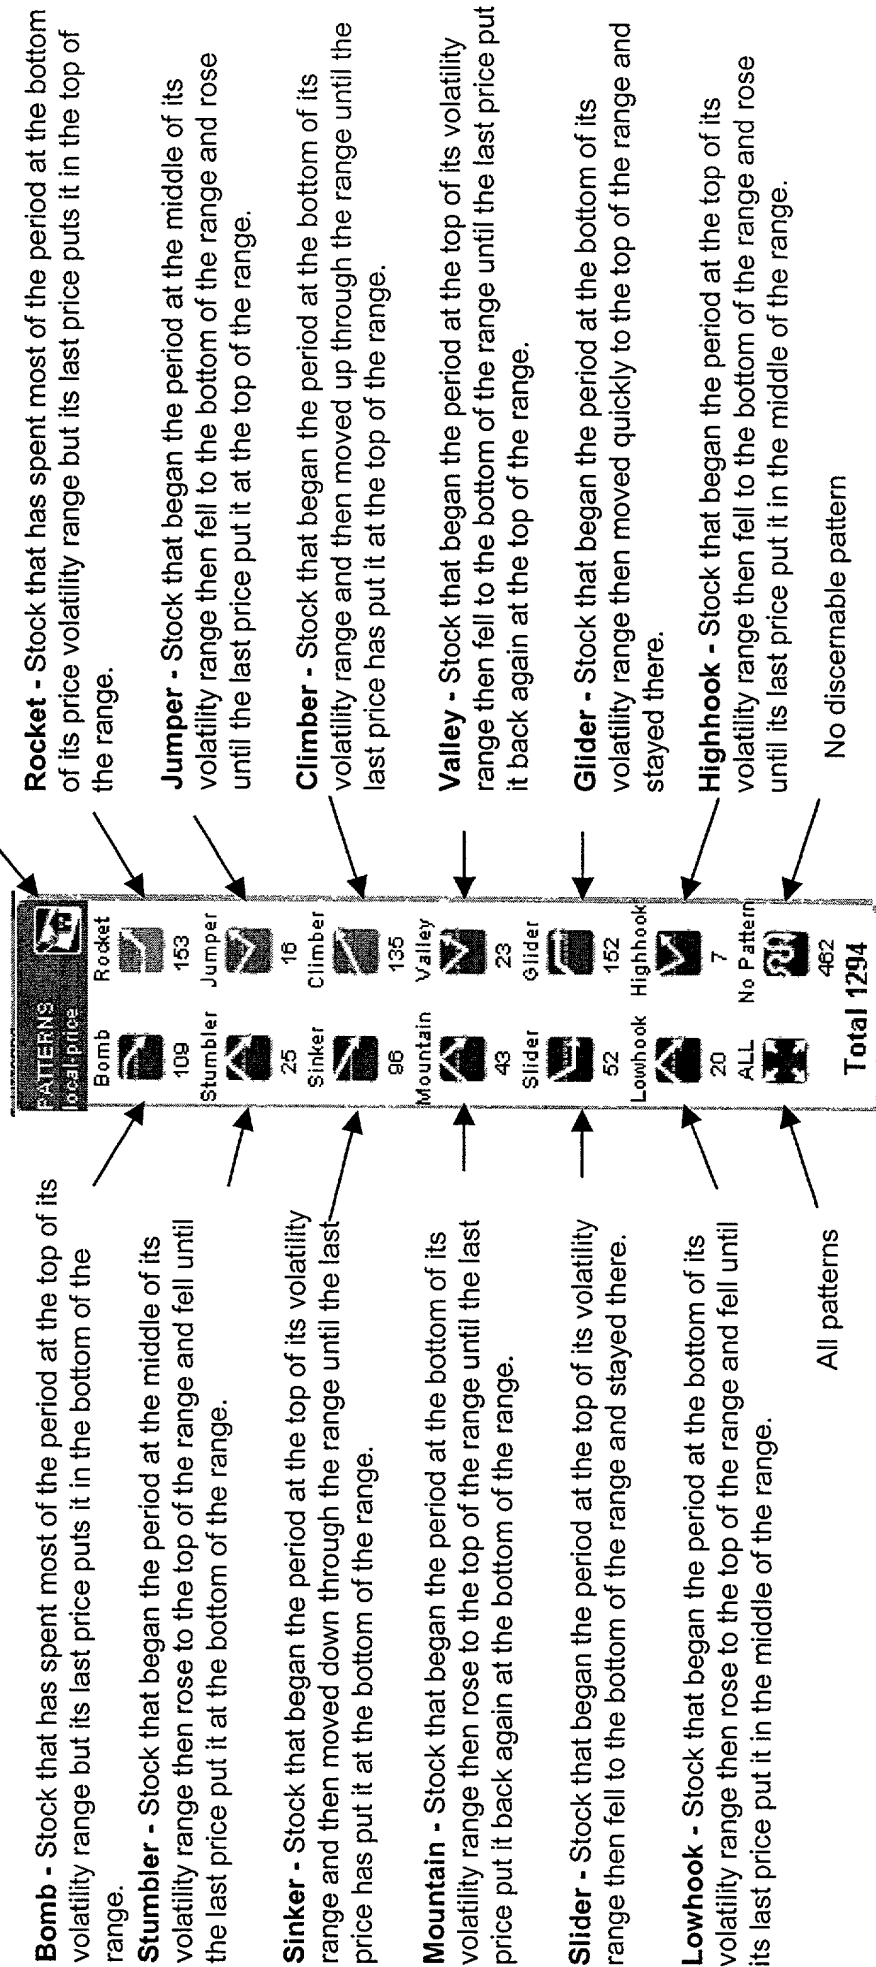 Bomb - Stock that has spent most of the period at the top of its
volatility range but its last price puts it in the bottom of the
range.
Stumbler - Stock that began the period at the middle of its
volatility range then rose to the top of the range and fell until
the last price put it at the bottom of the range.
Sinker - Stock that began the period at the top of its volatility
range and then moved down through the range until the last
price has put it at the bottom of the range.
Mountain - Stock that began the period at the bottom of its
volatility range then rose to the top of the range until the last
price put it back again at the bottom of the range.
Slider - Stock that began the period at the top of its volatility
range then fell to the bottom of the range and stayed there.
Lowhook - Stock that began the period at the bottom of its
volatility range then rose to the top of the range and fell until
its last price put it in the middle of the range.
All patterns
PATTERNS
local-price
Bomb Rocket
109 153
Stumbler Jumper
25 16
Sinker Climber
96 135
Mountain Valley
43 23
Slider Glider
52 152
Lowhook Highhook
20 7
ALL No Pattern
462
Total 1294
Rocket - Stock that has spent most of the period at the bottom
of its price volatility range but its last price puts it in the top of
the range.
Jumper - Stock that began the period at the middle of its
volatility range then fell to the bottom of the range and rose
until the last price put it at the top of the range.
Climber - Stock that began the period at the bottom of its
volatility range and then moved up through the range until the
last price has put it at the top of the range.
Valley - Stock that began the period at the top of its volatility
range then fell to the bottom of the range until the last price put
it back again at the top of the range.
Glider - Stock that began the period at the bottom of its
volatility range then moved quickly to the top of the range and
stayed there.
Highhook - Stock that began the period at the top of its
volatility range then fell to the bottom of the range and rose
until its last price put it in the middle of the range.
No discernable pattern